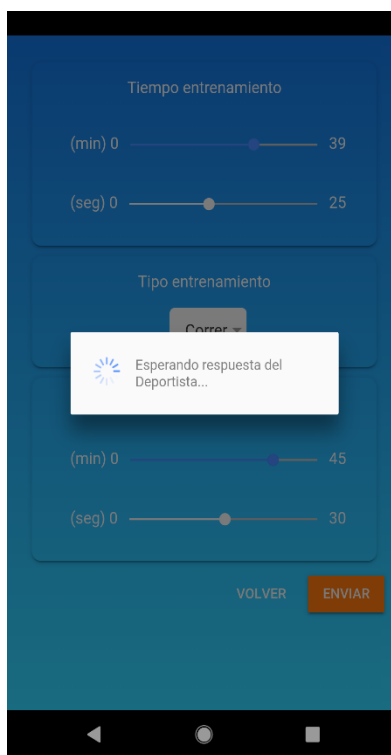 Tiempo entrenamiento
(min) 0 39
(seg) 0 25
Tipo entrenamiento
Correr
Esperando respuesta del
Deportista...
(min) 0 45
(seg) 0 30
VOLVER ENVIAR